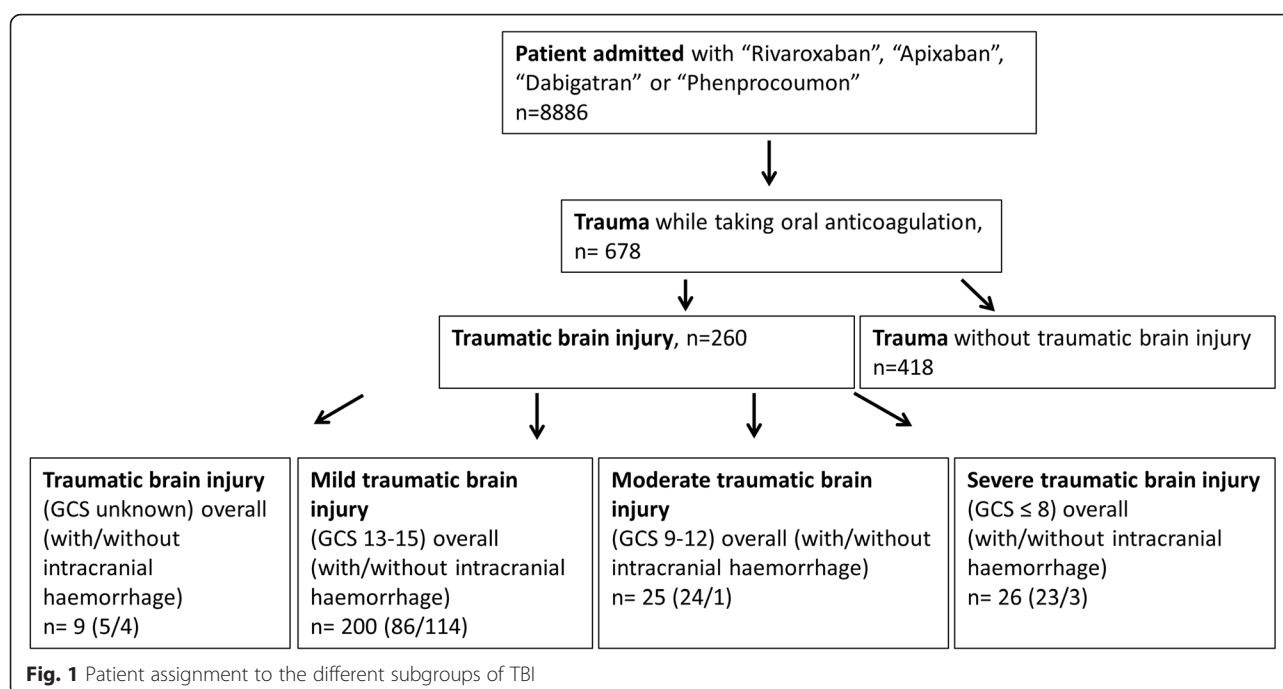 Patient admitted with “Rivaroxaban”, “Apixaban”,
“Dabigatran” or “Phenprocoumon”
n=8886
Trauma while taking oral anticoagulation,
n= 678
Traumatic brain injury, n=260
Trauma without traumatic brain injury
n=418
Traumatic brain injury
(GCS unknown) overall
(with/without
intracranial
haemorrhage)
n= 9 (5/4)
Mild traumatic brain
injury
(GCS 13-15) overall
(with/without intracranial
haemorrhage)
n= 200 (86/114)
Moderate traumatic brain
injury
(GCS 9-12) overall (with/without
intracranial haemorrhage)
n= 25 (24/1)
Severe traumatic brain injury
(GCS ≤ 8) overall
(with/without intracranial
haemorrhage)
n= 26 (23/3)
Fig. 1 Patient assignment to the different subgroups of TBI